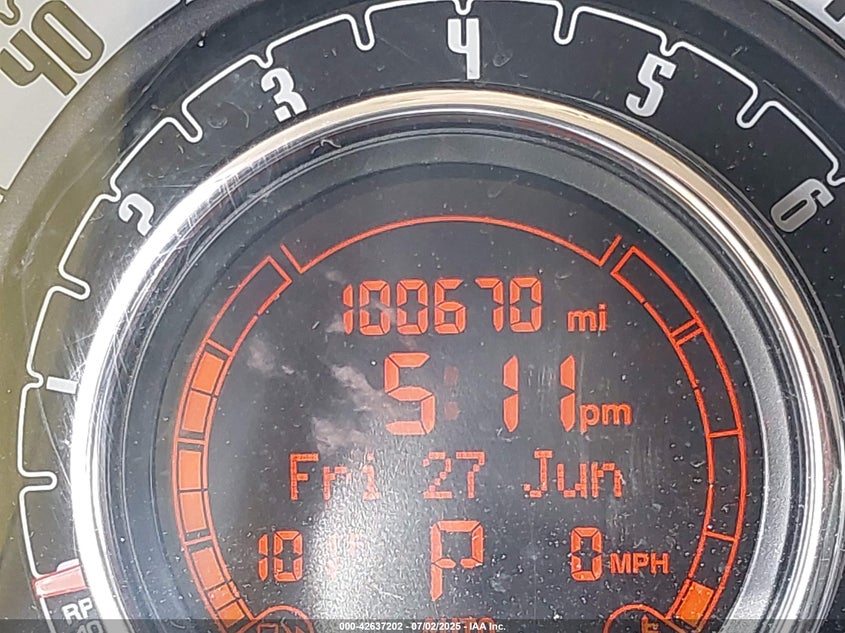 40
1 2 3 4 5 6
100670 mi
5:11 pm
Fri 27 Jun
P 0 MPH
RP
000-42637202 - 07/02/2025 - IAA Inc.